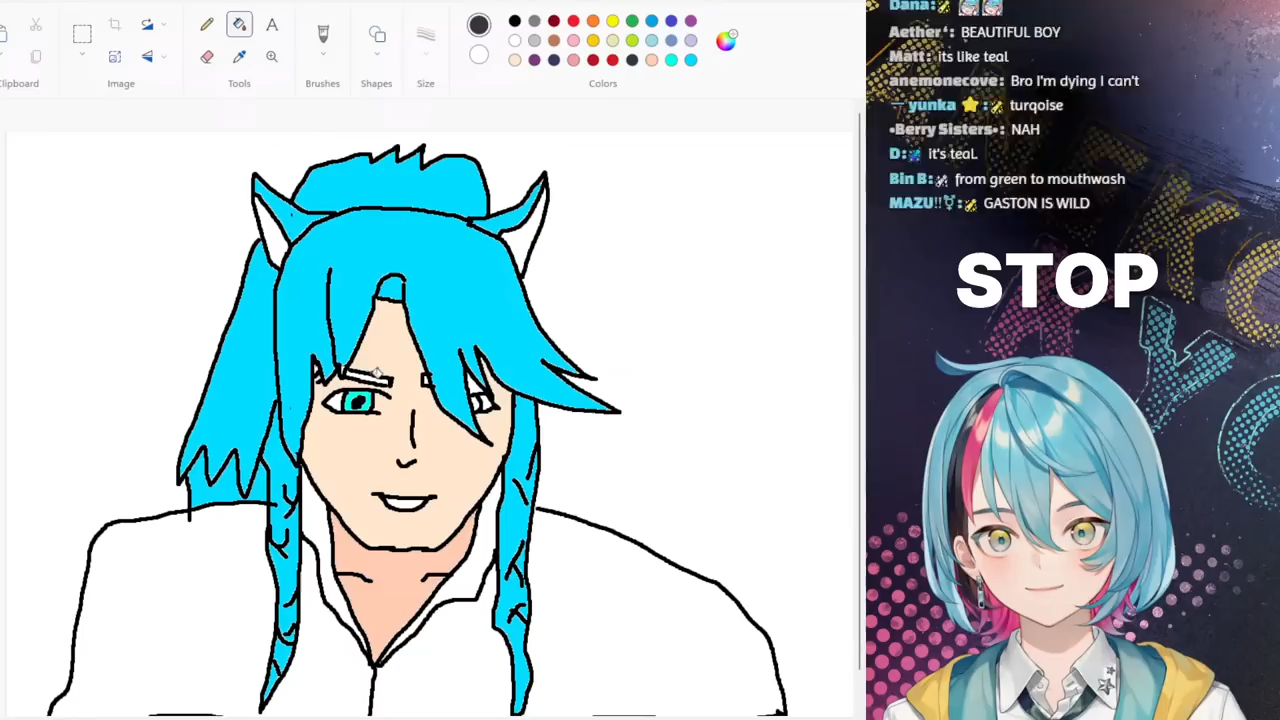 Clipboard
Image
Tools
Brushes
Shapes
Size
Colors
Dana:
Aether‘: BEAUTIFUL BOY
Matt: its like teal
anemonecove: Bro I'm dying I can't
一 yunka ⭐: turqoise
•Berry Sisters•: NAH
D: it's teaL
Bin B: from green to mouthwash
MAZU!!⚧: GASTON IS WILD
STOP